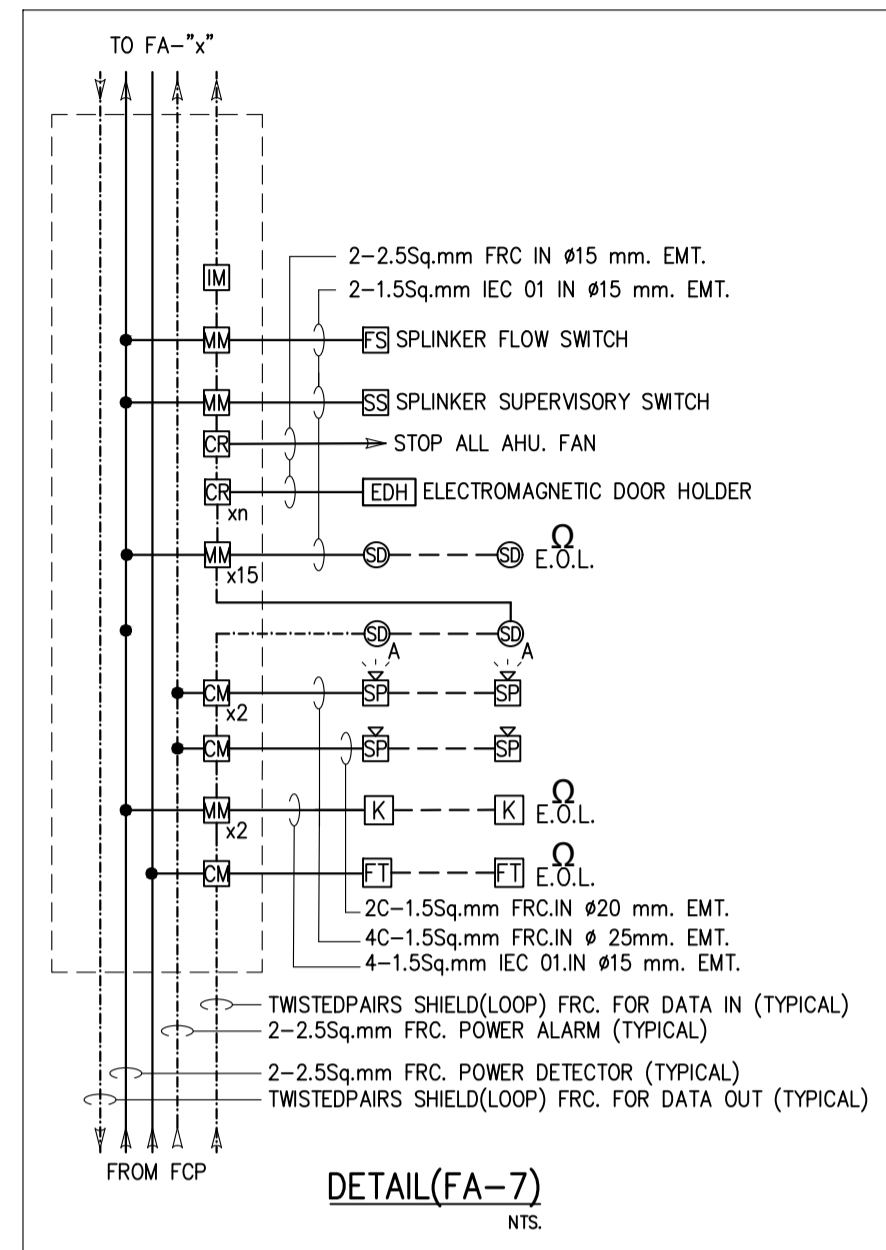 TO FA-"x"
2-2.5Sq.mm FRC IN ø15 mm. EMT.
2-1.5Sq.mm IEC 01 IN ø15 mm. EMT.
IM
MM FS SPLINKER FLOW SWITCH
MM SS SPLINKER SUPERVISORY SWITCH
CR STOP ALL AHU. FAN
CR EDH ELECTROMAGNETIC DOOR HOLDER
xn
MM SD SD Ω E.O.L.
x15
SD SD
A A
CM SP SP
x2
CM SP SP
MM K K Ω E.O.L.
x2
CM FT FT Ω E.O.L.
2C-1.5Sq.mm FRC.IN ø20 mm. EMT.
4C-1.5Sq.mm FRC.IN ø 25mm. EMT.
4-1.5Sq.mm IEC 01.IN ø15 mm. EMT.
TWISTEDPAIRS SHIELD(LOOP) FRC. FOR DATA IN (TYPICAL)
2-2.5Sq.mm FRC. POWER ALARM (TYPICAL)
2-2.5Sq.mm FRC. POWER DETECTOR (TYPICAL)
TWISTEDPAIRS SHIELD(LOOP) FRC. FOR DATA OUT (TYPICAL)
FROM FCP
DETAIL(FA-7)
NTS.